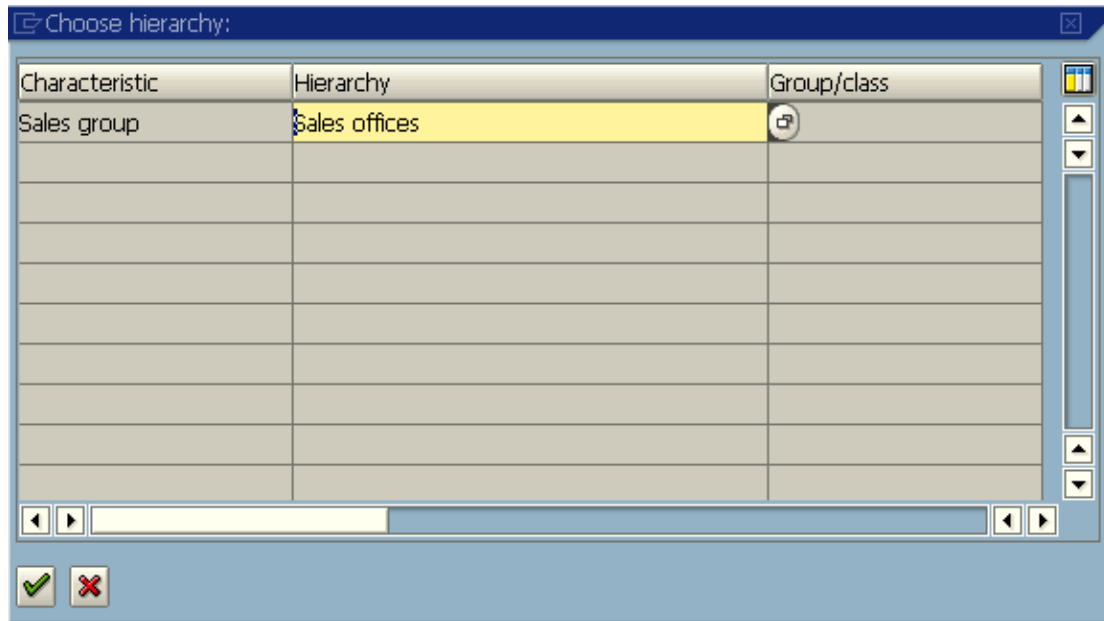 Choose hierarchy:
Characteristic Hierarchy Group/class
Sales group Sales offices